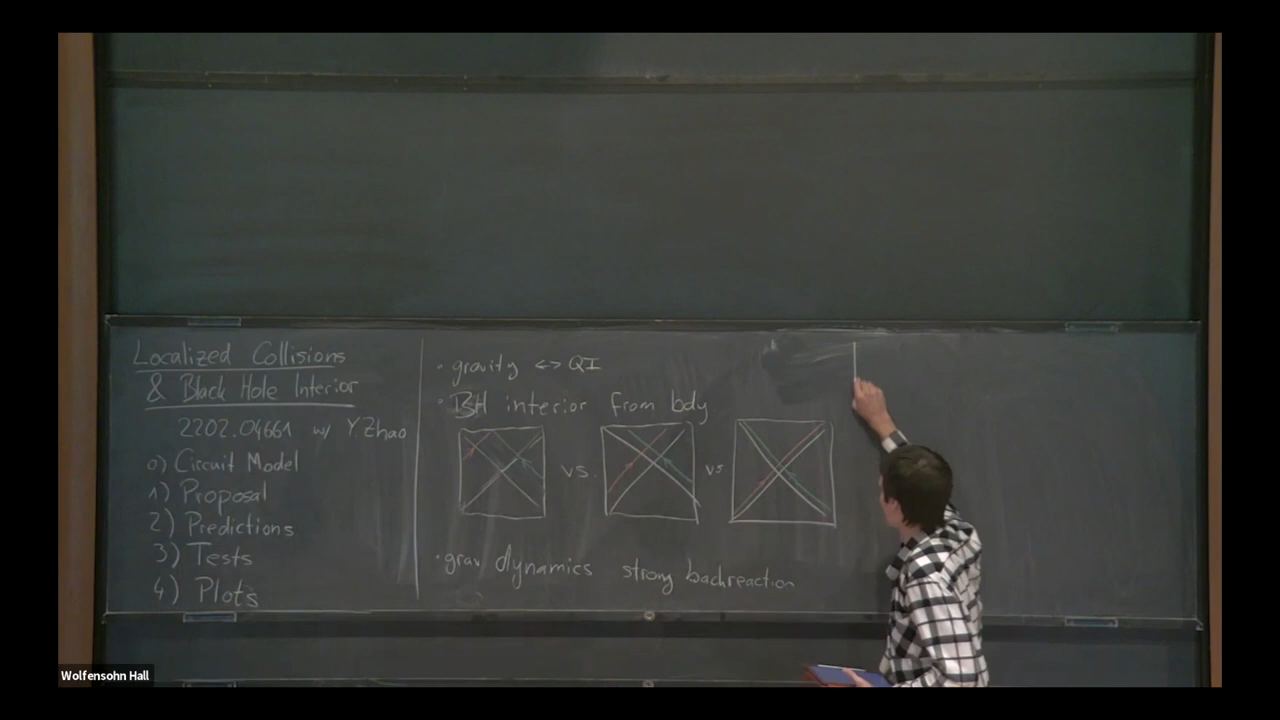 Localized Collisions
& Black Hole Interior
2202.04661 w/ Y. Zhao
0) Circuit Model
1) Proposal
2) Predictions
3) Tests
4) Plots
· gravity <-> QI
· BH interior from bdy
vs.
vs
· grav dynamics strong backreaction
Wolfensohn Hall